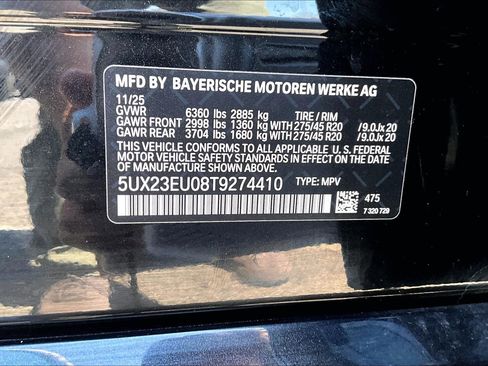 MFD BY BAYERISCHE MOTOREN WERKE AG
11/25
GVWR 6360 lbs 2885 kg TIRE / RIM
GAWR FRONT 2998 lbs 1360 kg WITH 275/45 R20 /9.0Jx20
GAWR REAR 3704 lbs 1680 kg WITH 275/45 R20 /9.0Jx20
THIS VEHICLE CONFORMS TO ALL APPLICABLE FEDERAL MOTOR
VEHICLE SAFETY STANDARDS IN EFFECT ON THE DATE
OF MANUFACTURE SHOWN ABOVE.
5UX23EU08T9274410 TYPE: MPV
475
7 320 729